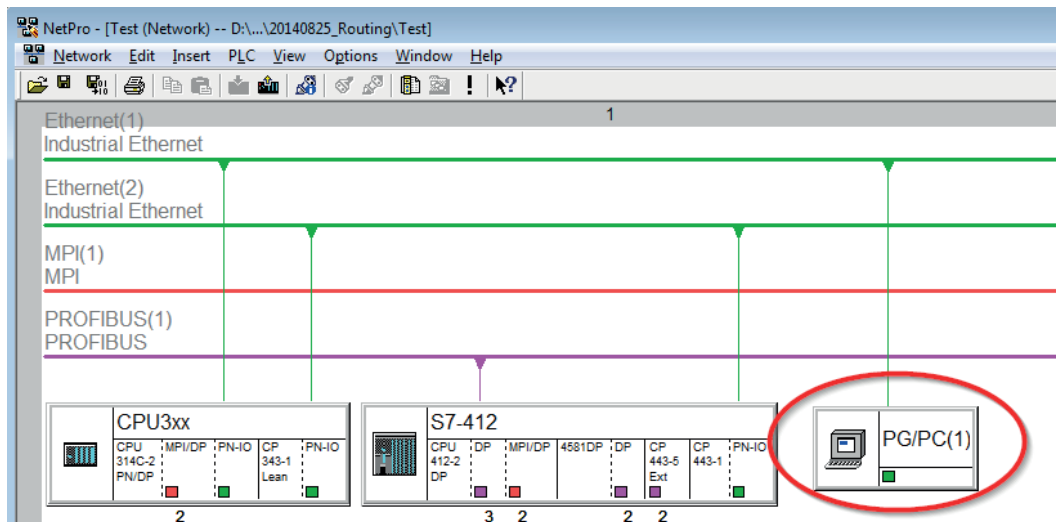 NetPro - [Test (Network) -- D:\...\20140825_Routing\Test]
Network Edit Insert PLC View Options Window Help
1
Ethernet(1)
Industrial Ethernet
Ethernet(2)
Industrial Ethernet
MPI(1)
MPI
PROFIBUS(1)
PROFIBUS
CPU3xx
CPU 314C-2 PN/DP
MPI/DP
PN-IO
CP 343-1 Lean
PN-IO
2
S7-412
CPU 412-2 DP
DP
MPI/DP
4581DP
DP
CP 443-5 Ext
CP 443-1
PN-IO
3 2 2 2
PG/PC(1)